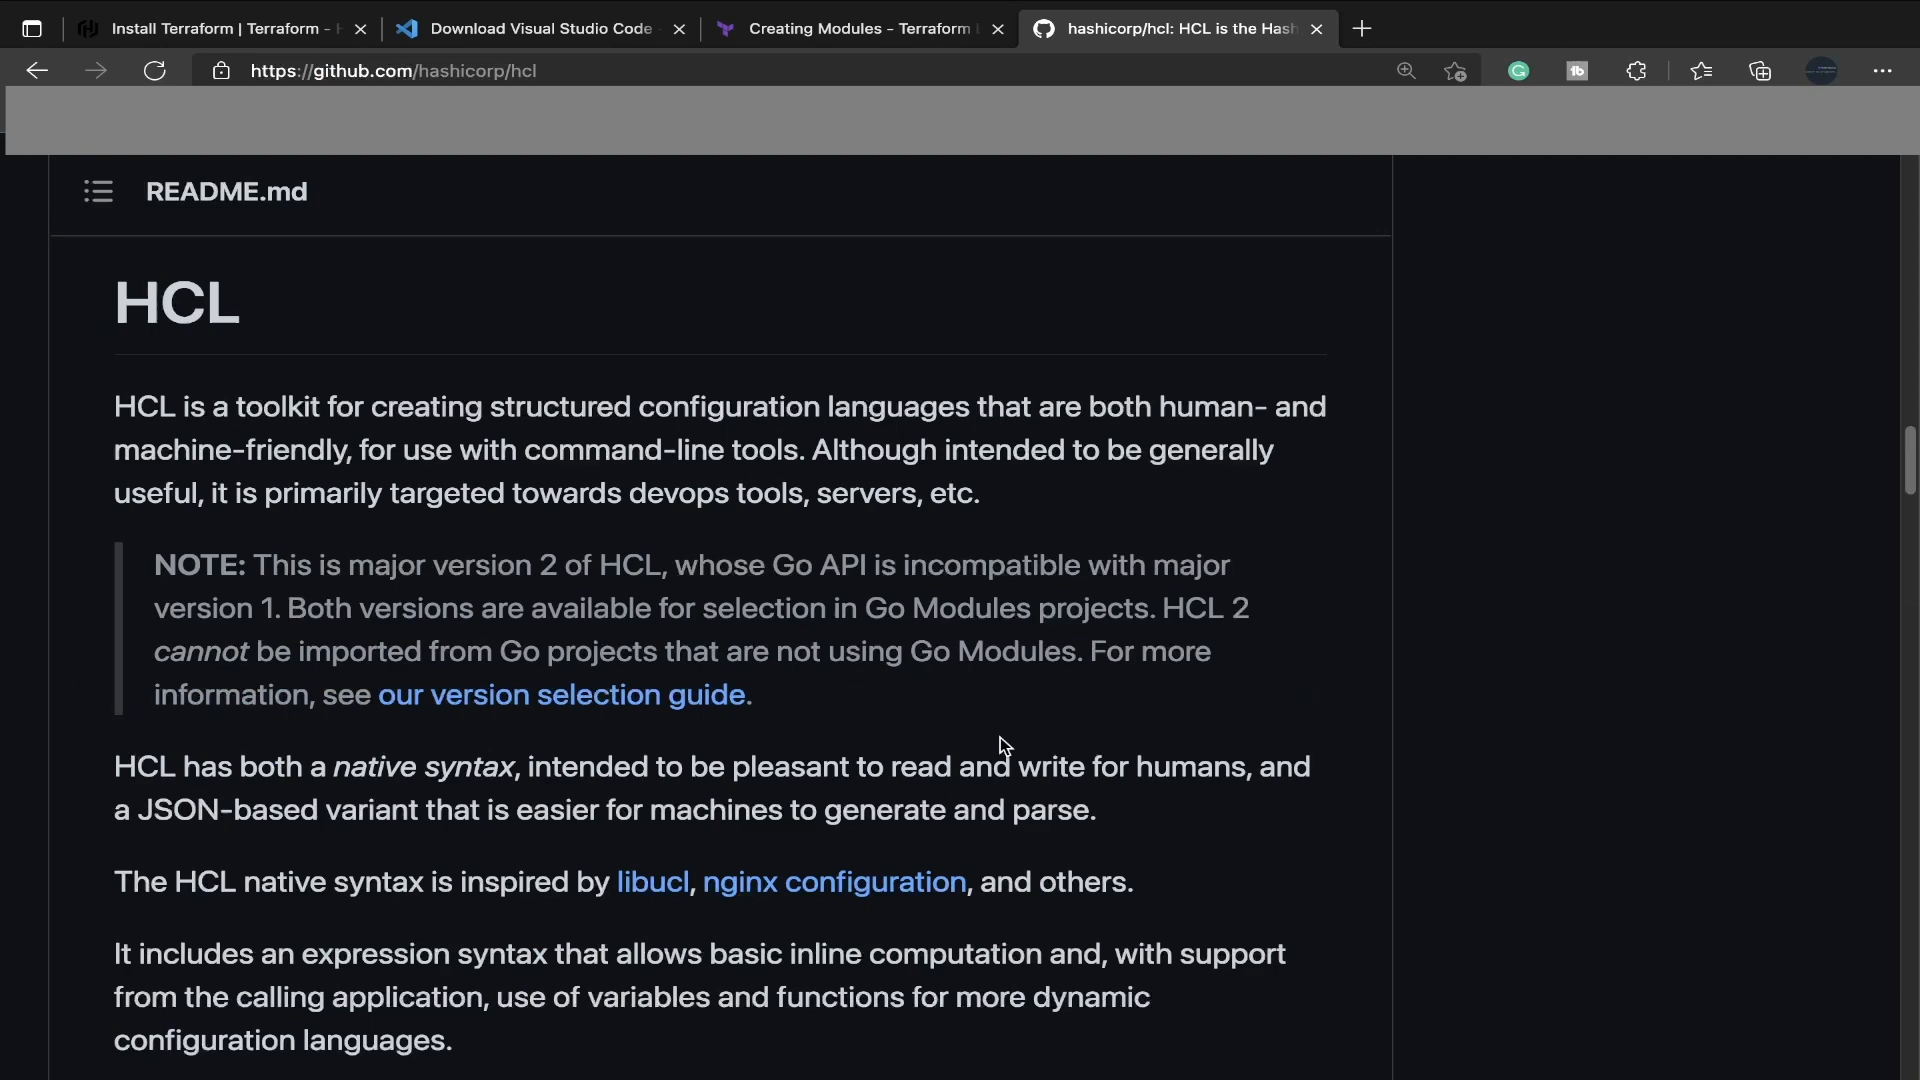 Install Terraform | Terraform -
Download Visual Studio Code
Creating Modules - Terraform
hashicorp/hcl: HCL is the Hash
https://github.com/hashicorp/hcl
README.md
HCL
HCL is a toolkit for creating structured configuration languages that are both human- and
machine-friendly, for use with command-line tools. Although intended to be generally
useful, it is primarily targeted towards devops tools, servers, etc.
NOTE: This is major version 2 of HCL, whose Go API is incompatible with major
version 1. Both versions are available for selection in Go Modules projects. HCL 2
cannot be imported from Go projects that are not using Go Modules. For more
information, see our version selection guide.
HCL has both a native syntax, intended to be pleasant to read and write for humans, and
a JSON-based variant that is easier for machines to generate and parse.
The HCL native syntax is inspired by libucl, nginx configuration, and others.
It includes an expression syntax that allows basic inline computation and, with support
from the calling application, use of variables and functions for more dynamic
configuration languages.